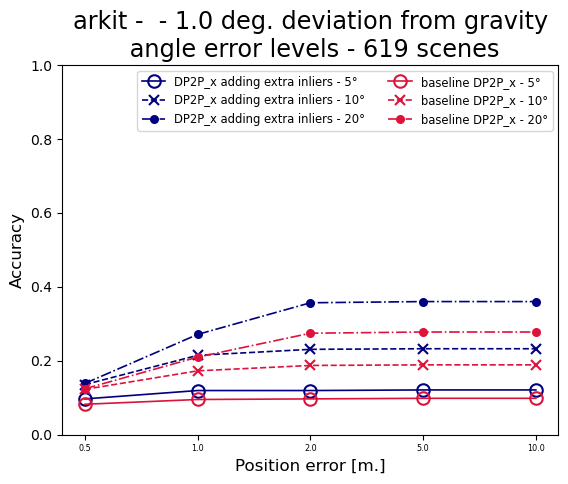 arkit -  - 1.0 deg. deviation from gravity
angle error levels - 619 scenes
1.0
0.8
0.6
0.4
0.2
0.0
Accuracy
DP2P_x adding extra inliers - 5°
DP2P_x adding extra inliers - 10°
DP2P_x adding extra inliers - 20°
baseline DP2P_x - 5°
baseline DP2P_x - 10°
baseline DP2P_x - 20°
0.5 1.0 2.0 5.0 10.0
Position error [m.]